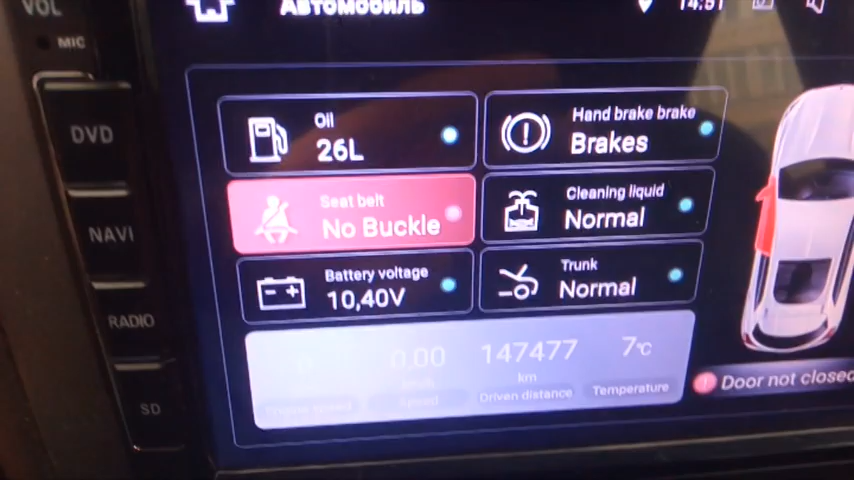 VOL
MIC
DVD
NAVI
RADIO
SD
Автомобиль
14:51
Oil
26L
Hand brake brake
Brakes
Seat belt
No Buckle
Cleaning liquid
Normal
Battery voltage
10,40V
Trunk
Normal
0,00
Speed
147477
km
Driven distance
7°C
Temperature
Door not closed